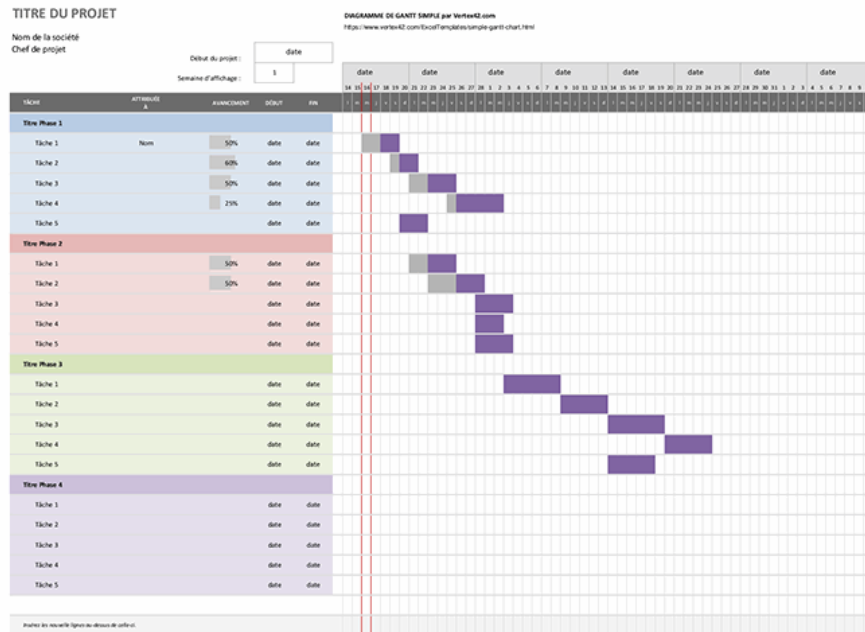 TITRE DU PROJET
DIAGRAMME DE GANTT SIMPLE par Vertex42.com
https://www.vertex42.com/ExcelTemplates/simple-gantt-chart.html
Nom de la société
Chef de projet
Début du projet : date
Semaine d'affichage : 1
date date date date date date date date
14 15 16 17 18 19 20 21 22 23 24 25 26 27 28 1 2 3 4 5 6 7 8 9 10 11 12 13 14 15 16 17 18 19 20 21 22 23 24 25 26 27 28 29 30 31 1 2 3 4 5 6 7 8 9
TÂCHE ATTRIBUÉE À AVANCEMENT DÉBUT FIN
Titre Phase 1
Tâche 1 Nom 50% date date
Tâche 2 60% date date
Tâche 3 50% date date
Tâche 4 25% date date
Tâche 5 date date
Titre Phase 2
Tâche 1 50% date date
Tâche 2 50% date date
Tâche 3 date date
Tâche 4 date date
Tâche 5 date date
Titre Phase 3
Tâche 1 date date
Tâche 2 date date
Tâche 3 date date
Tâche 4 date date
Tâche 5 date date
Titre Phase 4
Tâche 1 date date
Tâche 2 date date
Tâche 3 date date
Tâche 4 date date
Tâche 5 date date
Insérez les nouvelle lignes au-dessus de celle-ci.